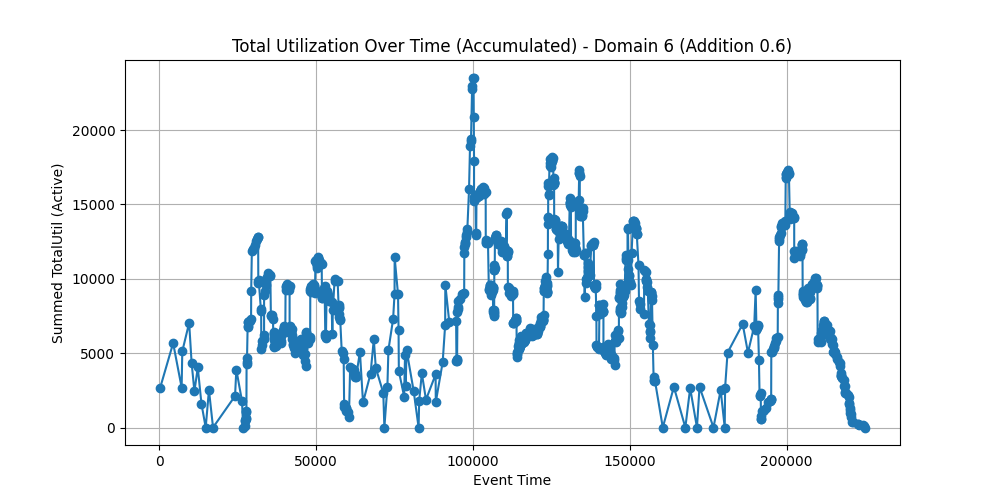 Total Utilization Over Time (Accumulated) - Domain 6 (Addition 0.6)
Summed TotalUtil (Active)
20000
15000
10000
5000
0
0 50000 100000 150000 200000
Event Time